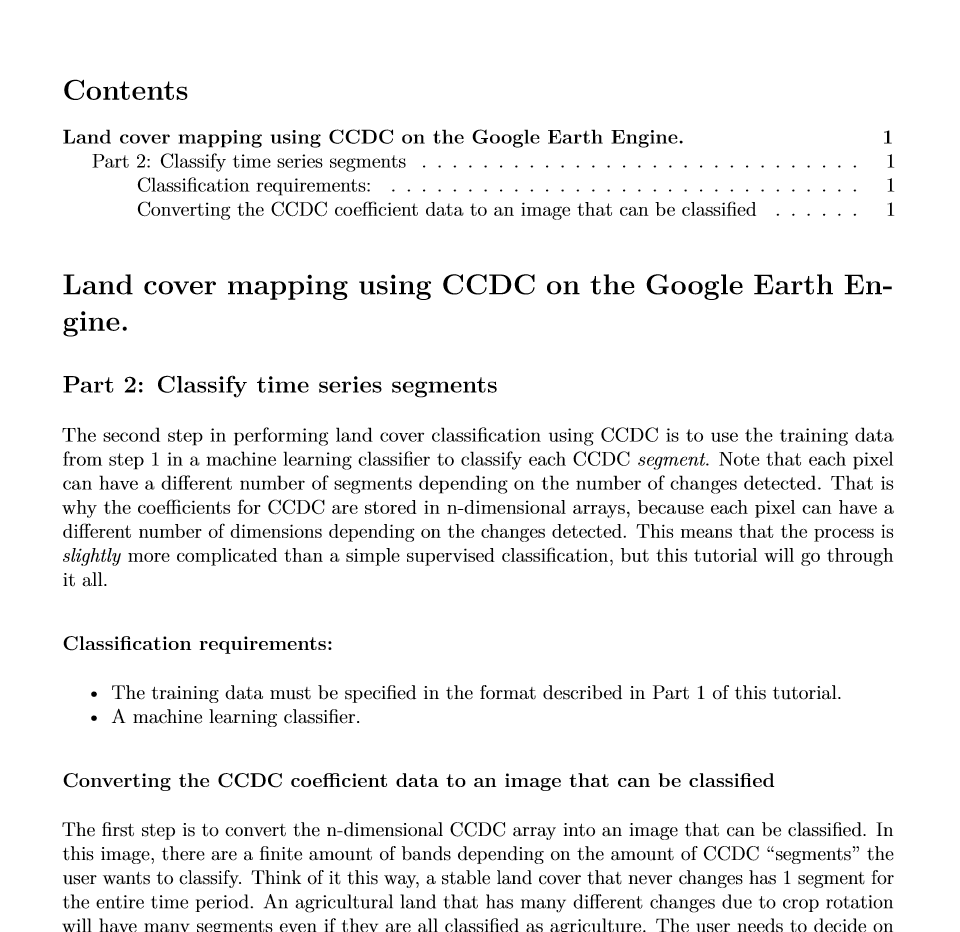 Contents
Land cover mapping using CCDC on the Google Earth Engine. 1
Part 2: Classify time series segments . . . . . . . . . . . . . . . . . . . . . . . . . . . . . 1
Classification requirements: . . . . . . . . . . . . . . . . . . . . . . . . . . . . . . . 1
Converting the CCDC coefficient data to an image that can be classified . . . . . . 1
Land cover mapping using CCDC on the Google Earth En-
gine.
Part 2: Classify time series segments
The second step in performing land cover classification using CCDC is to use the training data
from step 1 in a machine learning classifier to classify each CCDC segment. Note that each pixel
can have a different number of segments depending on the number of changes detected. That is
why the coefficients for CCDC are stored in n-dimensional arrays, because each pixel can have a
different number of dimensions depending on the changes detected. This means that the process is
slightly more complicated than a simple supervised classification, but this tutorial will go through
it all.
Classification requirements:
• The training data must be specified in the format described in Part 1 of this tutorial.
• A machine learning classifier.
Converting the CCDC coefficient data to an image that can be classified
The first step is to convert the n-dimensional CCDC array into an image that can be classified. In
this image, there are a finite amount of bands depending on the amount of CCDC “segments” the
user wants to classify. Think of it this way, a stable land cover that never changes has 1 segment for
the entire time period. An agricultural land that has many different changes due to crop rotation
will have many segments even if they are all classified as agriculture. The user needs to decide on